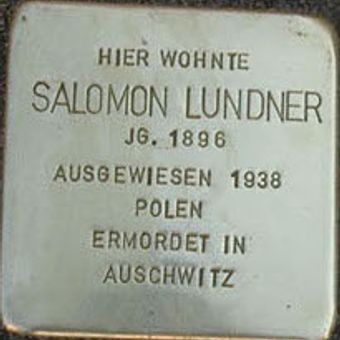 HIER WOHNTE
SALOMON LUNDNER
JG. 1896
AUSGEWIESEN 1938
POLEN
ERMORDET IN
AUSCHWITZ